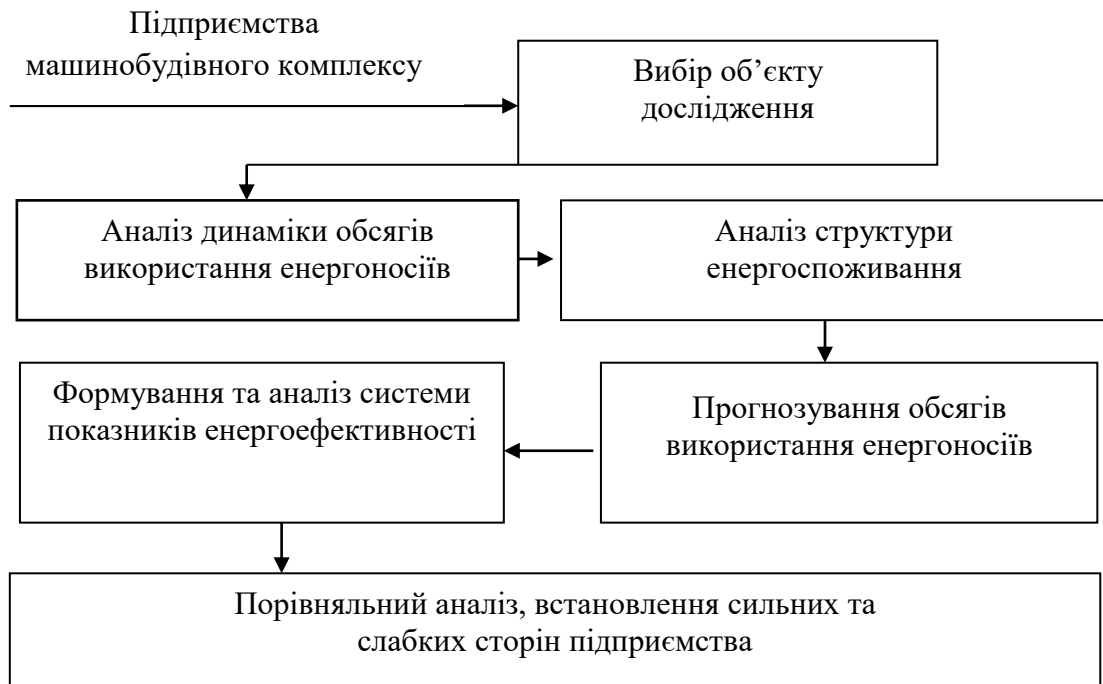 Підприємства
машинобудівного комплексу
Вибір об’єкту
дослідження
Аналіз динаміки обсягів
використання енергоносіїв
Аналіз структури
енергоспоживання
Формування та аналіз системи
показників енергоефективності
Прогнозування обсягів
використання енергоносіїв
Порівняльний аналіз, встановлення сильних та
слабких сторін підприємства